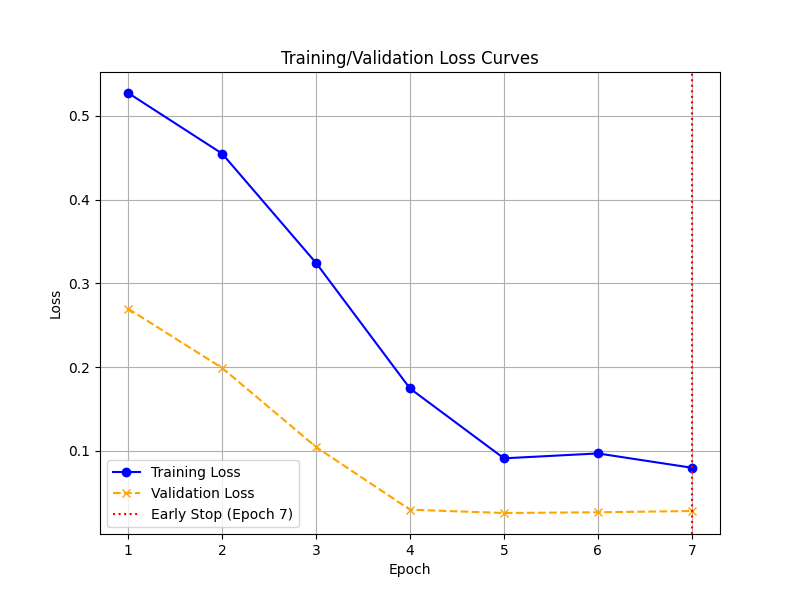 Training/Validation Loss Curves
Loss
0.5
0.4
0.3
0.2
0.1
Training Loss
Validation Loss
Early Stop (Epoch 7)
1 2 3 4 5 6 7
Epoch